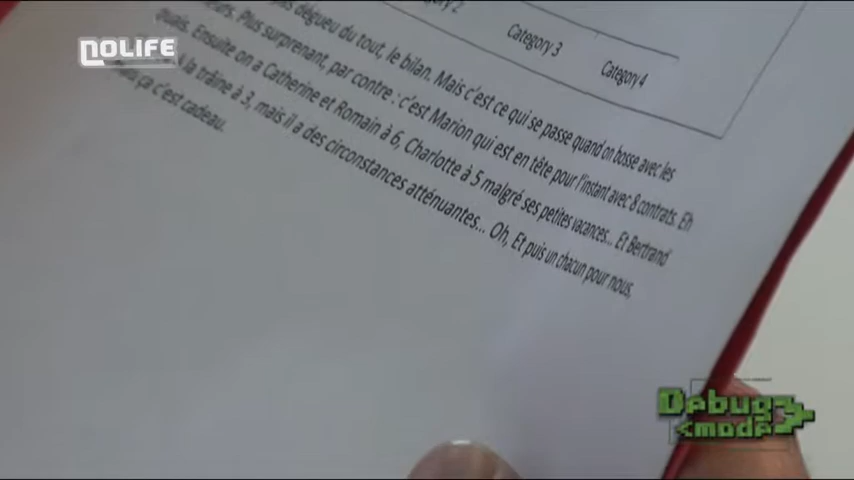 NOLIFE
Category 2
Category 3
Category 4
dégueu du tout, le bilan. Mais c'est ce qui se passe quand on bosse avec les
Plus surprenant, par contre : c'est Marion qui est en tête pour l'instant avec 8 contrats. Eh
ouais. Ensuite on a Catherine et Romain à 6, Charlotte à 5 malgré ses petites vacances... Et Bertrand
à la traîne à 3, mais il a des circonstances atténuantes... Oh, Et puis un chacun pour nous,
ça c'est cadeau.
Debug
<mode>